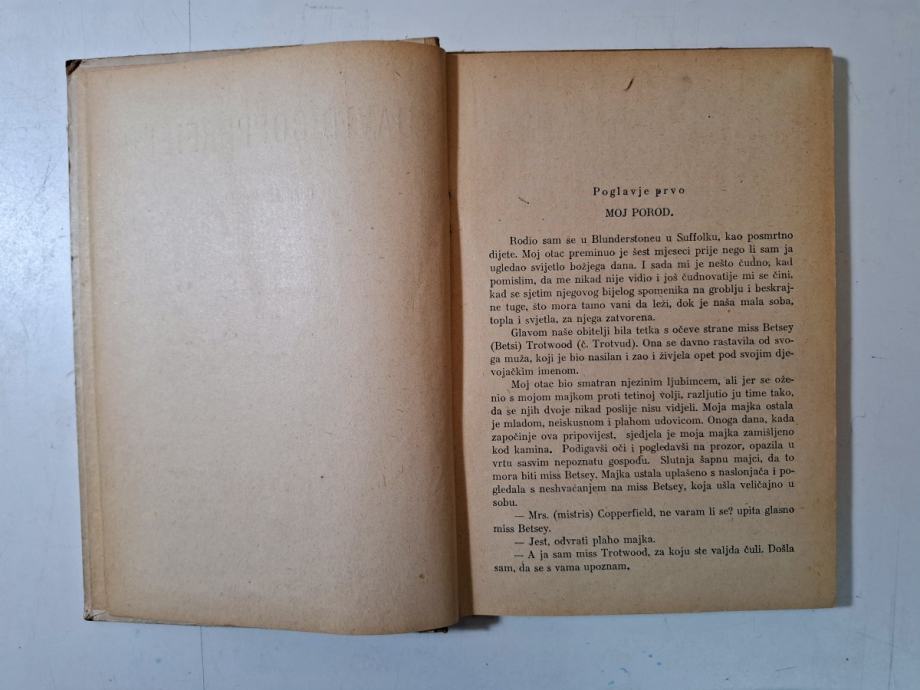 Poglavje prvo
MOJ POROD.
Rodio sam se u Blunderstoneu u Suffolku, kao posmrtno
dijete. Moj otac preminuo je šest mjeseci prije nego li sam ja
ugledao svijetlo božjega dana. I sada mi je nešto čudno, kad
pomislim, da me nikad nije vidio i još čudnovatije mi se čini,
kad se sjetim njegovog bijelog spomenika na groblju i beskraj-
ne tuge, što mora tamo vani da leži, dok je naša mala soba,
topla i svjetla, za njega zatvorena.
Glavom naše obitelji bila tetka s očeve strane miss Betsey
(Betsi) Trotwood (č. Trotvud). Ona se davno rastavila od svo-
ga muža, koji je bio nasilan i zao i živjela opet pod svojim dje-
vojačkim imenom.
Moj otac bio smatran njezinim ljubimcem, ali jer se ože-
nio s mojom majkom proti tetinoj volji, razljutio ju time tako,
da se njih dvoje nikad poslije nisu vidjeli. Moja majka ostala
je mladom, neiskusnom i plahom udovicom. Onoga dana, kada
započinje ova pripovijest, sjedjela je moja majka zamišljeno
kod kamina. Podigavši oči i pogledavši na prozor, opazila u
vrtu sasvim nepoznatu gospođu. Slutnja šapnu majci, da to
mora biti miss Betsey. Majka ustala uplašeno s naslonjača i po-
gledala s neshvaćanjem na miss Betsey, koja ušla veličajno u
sobu.
— Mrs. (mistris) Copperfield, ne varam li se? upita glasno
miss Betsey.
— Jest, odvrati plaho majka.
— A ja sam miss Trotwood, za koju ste valjda čuli. Došla
sam, da se s vama upoznam.